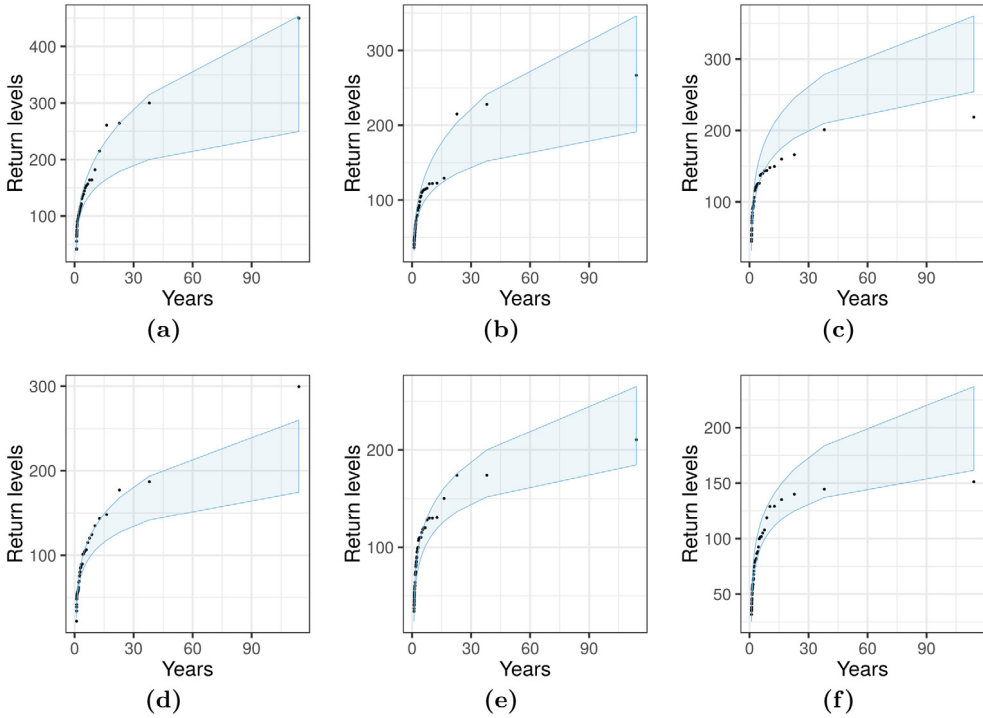 400
300
200
100
Return levels
0 30 60 90
Years
(a)
300
200
100
Return levels
0 30 60 90
Years
(b)
300
200
100
Return levels
0 30 60 90
Years
(c)
300
200
100
Return levels
0 30 60 90
Years
(d)
200
100
Return levels
0 30 60 90
Years
(e)
200
150
100
50
Return levels
0 30 60 90
Years
(f)